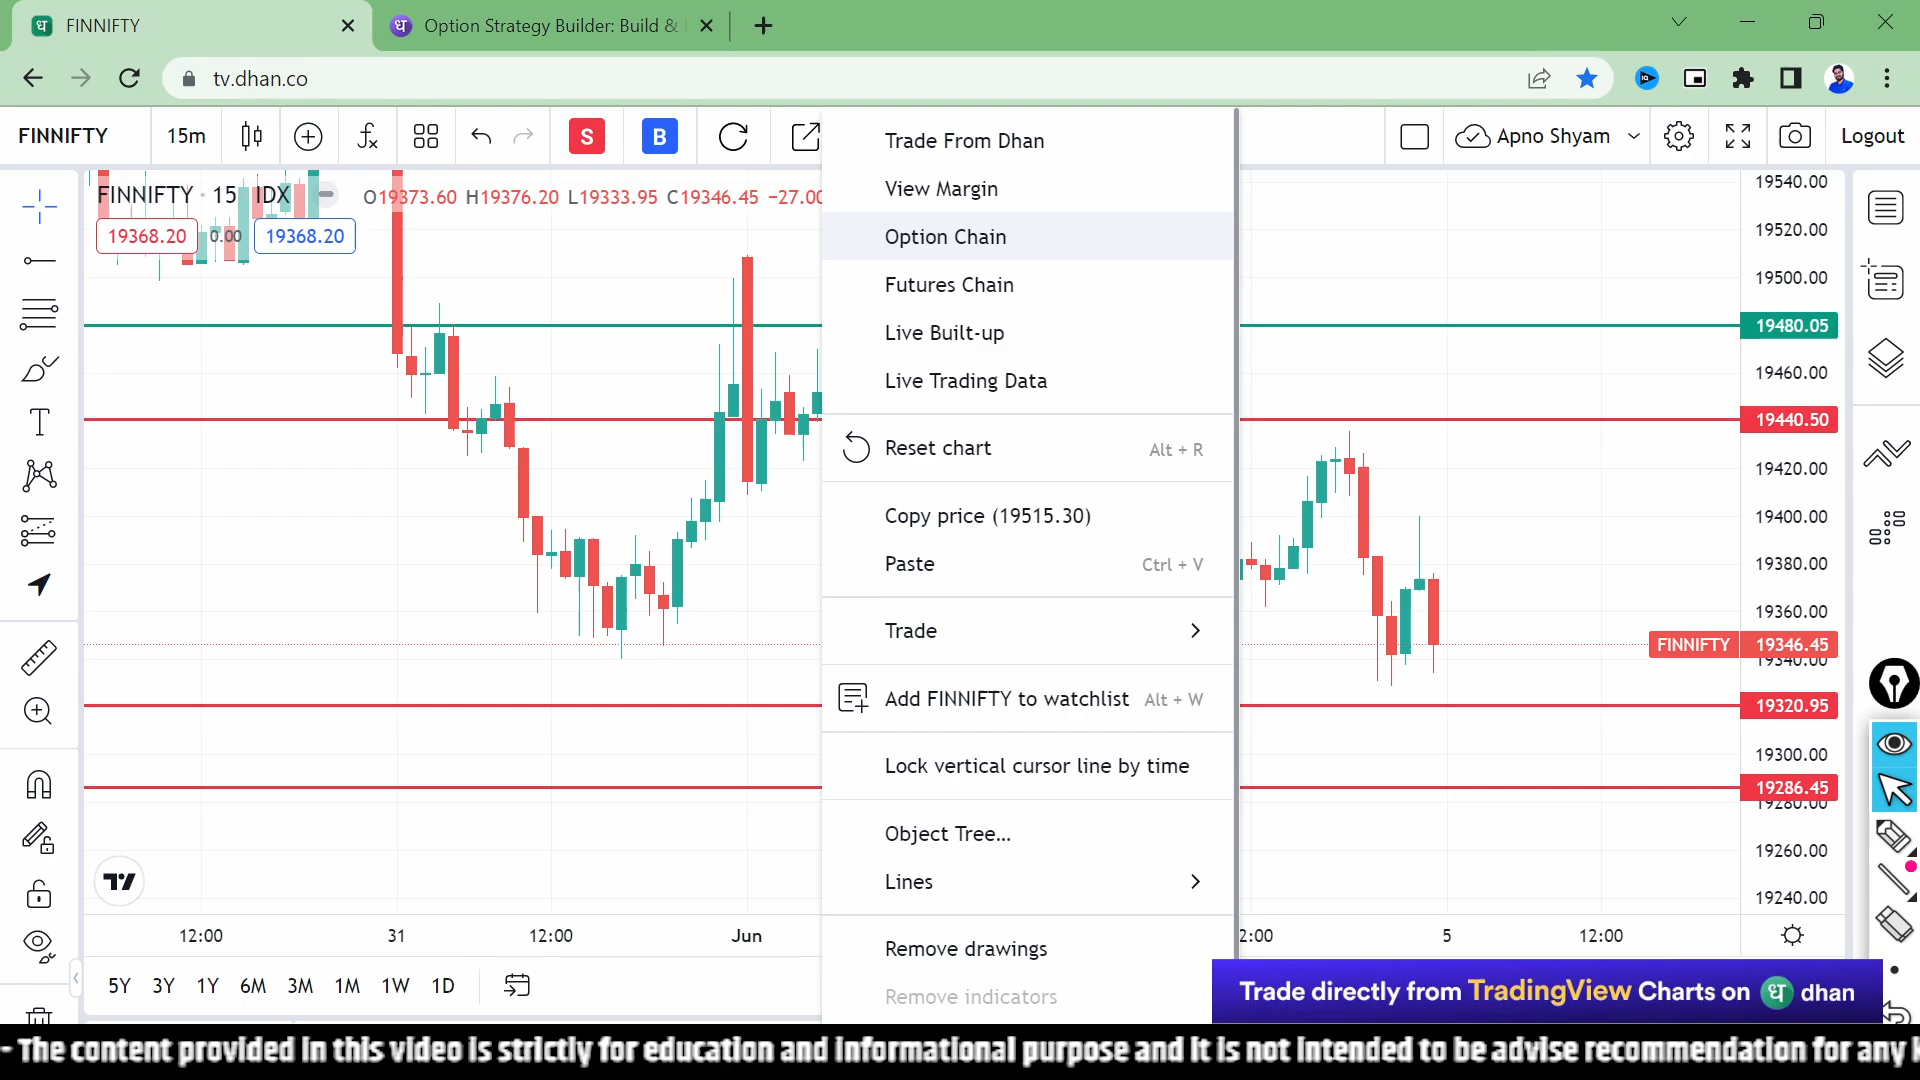 FINNIFTY
Option Strategy Builder: Build &
tv.dhan.co
FINNIFTY
15m
S
B
Apno Shyam
Logout
FINNIFTY · 15 IDX
O19373.60 H19376.20 L19333.95 C19346.45 −27.00
19368.20 0.00 19368.20
Trade From Dhan
View Margin
Option Chain
Futures Chain
Live Built-up
Live Trading Data
Reset chart Alt + R
Copy price (19515.30)
Paste Ctrl + V
Trade
Add FINNIFTY to watchlist Alt + W
Lock vertical cursor line by time
Object Tree...
Lines
Remove drawings
Remove indicators
19540.00
19520.00
19500.00
19480.05
19460.00
19440.50
19420.00
19400.00
19380.00
19360.00
FINNIFTY 19346.45
19340.00
19320.95
19300.00
19286.45
19280.00
19260.00
19240.00
12:00 31 12:00 Jun 2:00 5 12:00
5Y 3Y 1Y 6M 3M 1M 1W 1D
Trade directly from TradingView Charts on ध dhan
- The content provided in this video is strictly for education and informational purpose and it is not intended to be advise recommendation for any